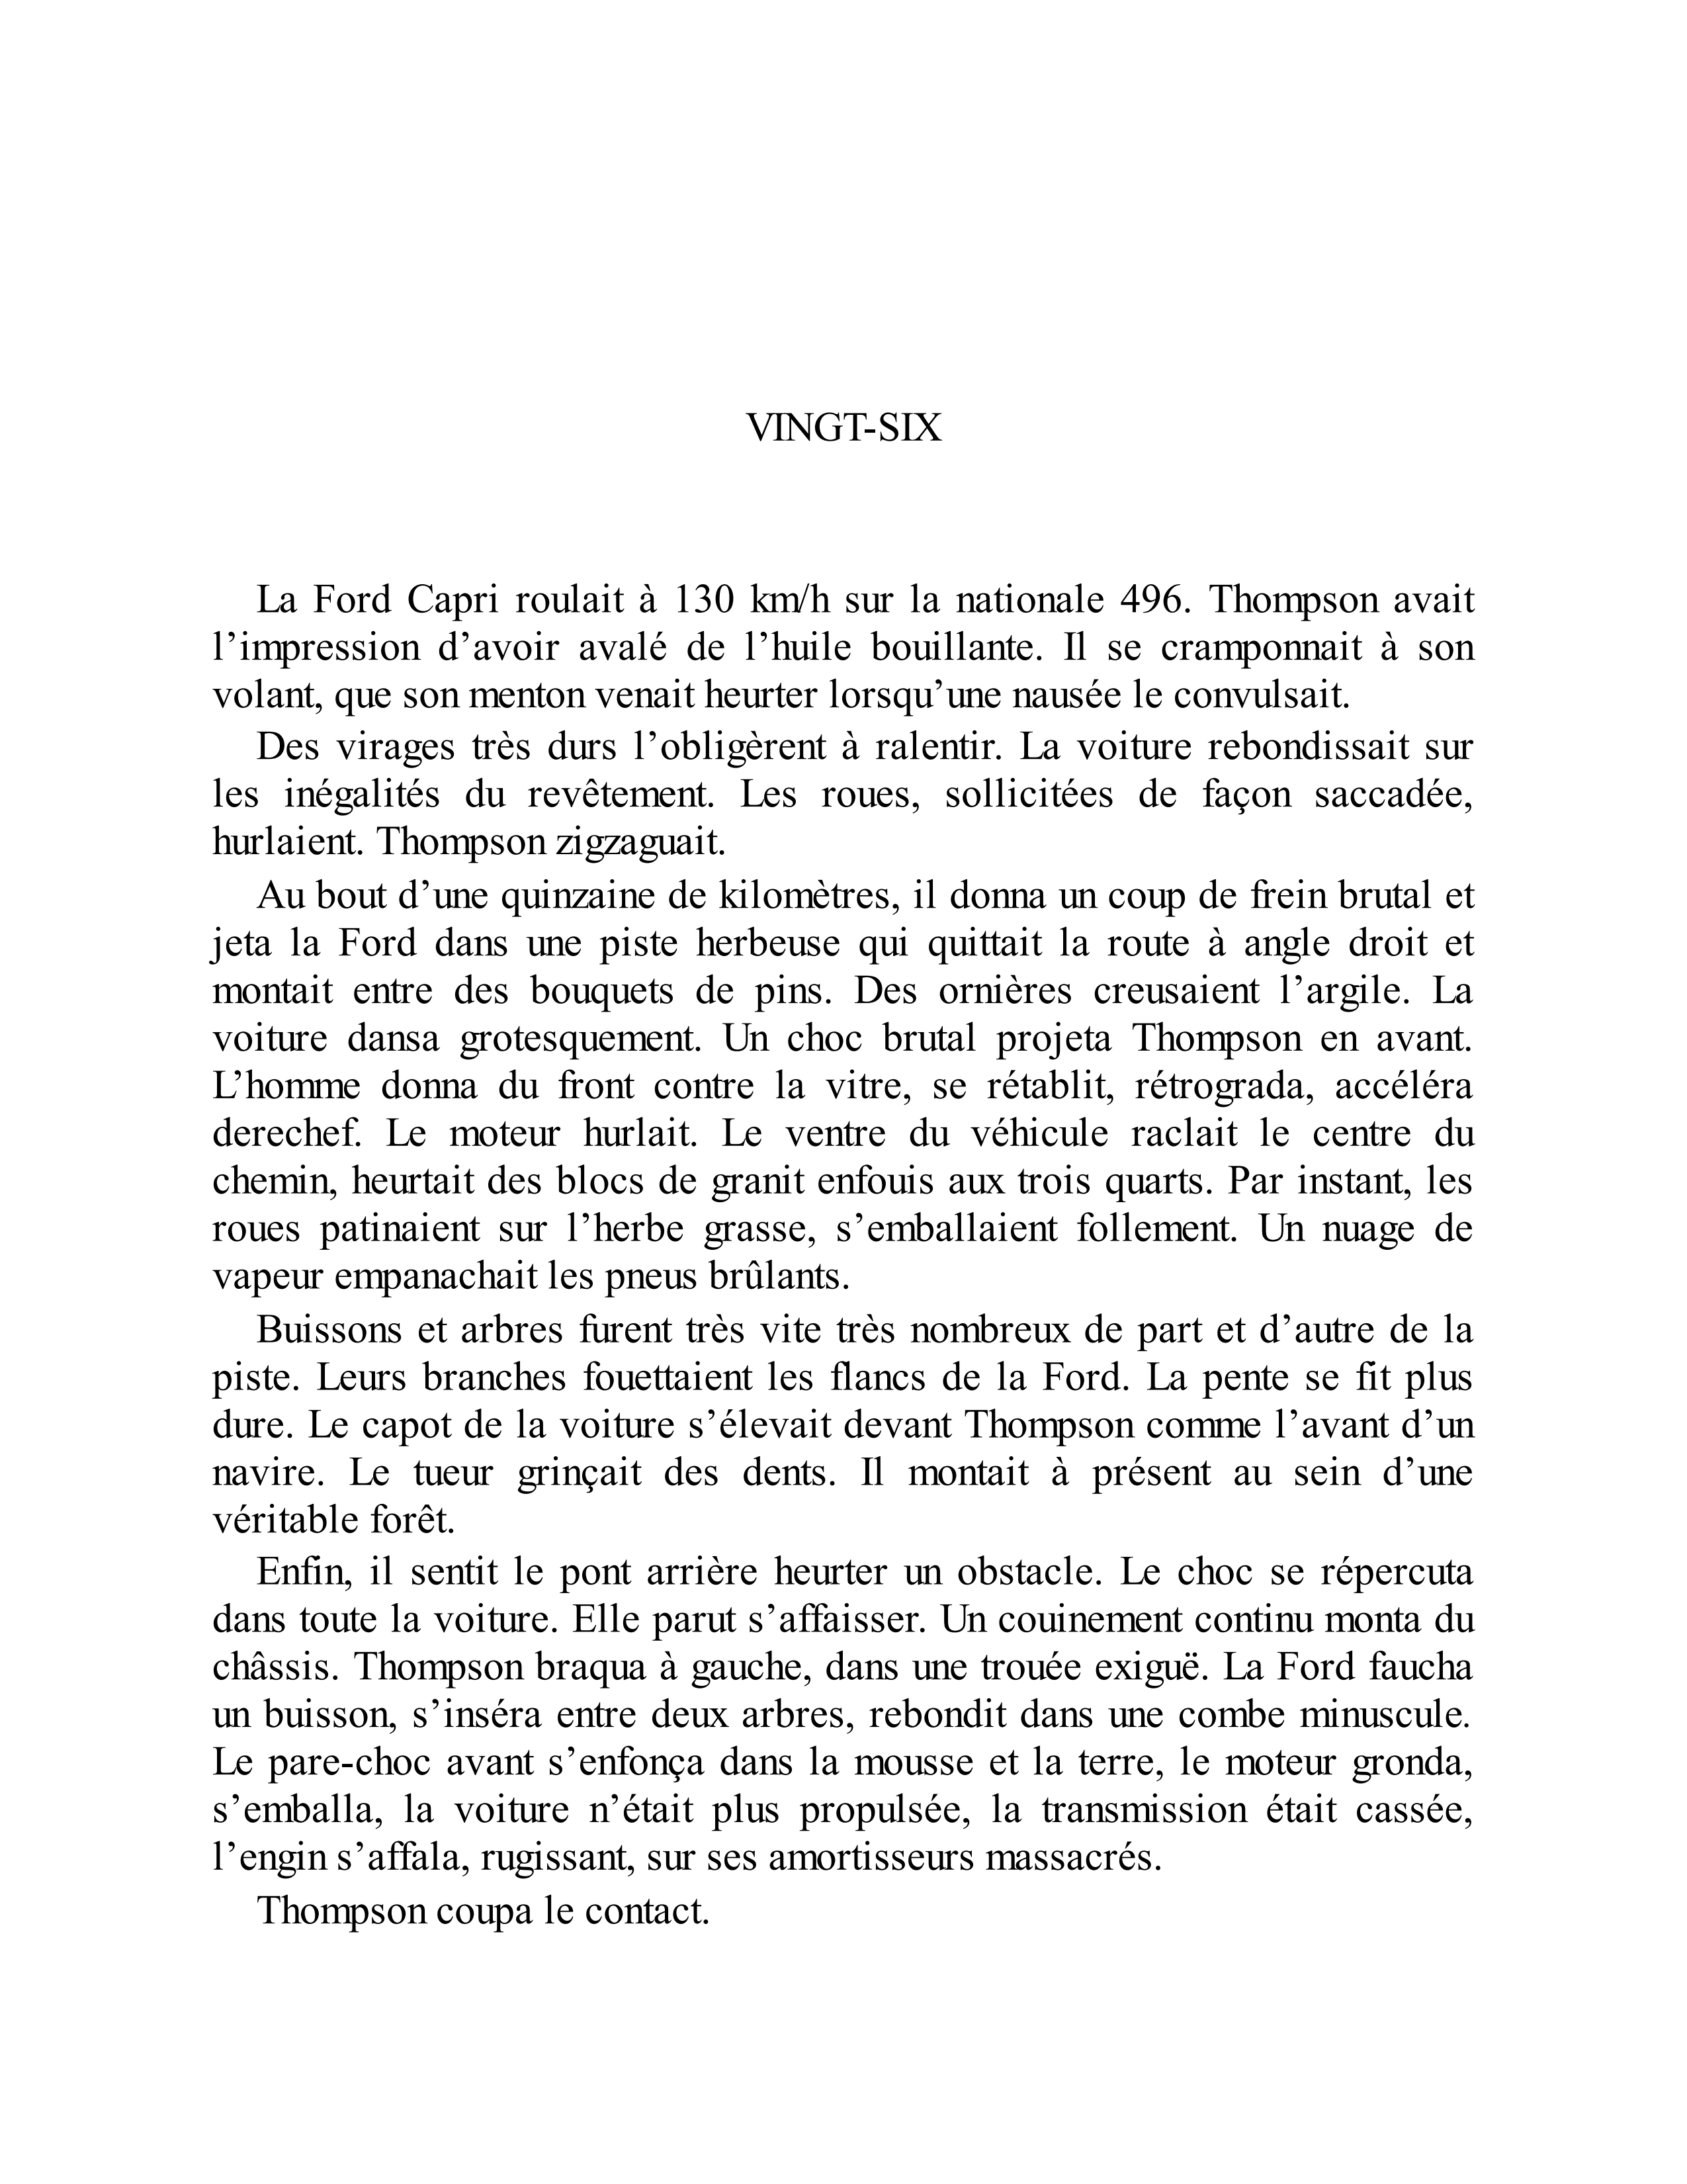 VINGT-SIX
La Ford Capri roulait à 130 km/h sur la nationale 496. Thompson avait
l’impression d’avoir avalé de l’huile bouillante. Il se cramponnait à son
volant, que son menton venait heurter lorsqu’une nausée le convulsait.
Des virages très durs l’obligèrent à ralentir. La voiture rebondissait sur
les inégalités du revêtement. Les roues, sollicitées de façon saccadée,
hurlaient. Thompson zigzaguait.
Au bout d’une quinzaine de kilomètres, il donna un coup de frein brutal et
jeta la Ford dans une piste herbeuse qui quittait la route à angle droit et
montait entre des bouquets de pins. Des ornières creusaient l’argile. La
voiture dansa grotesquement. Un choc brutal projeta Thompson en avant.
L’homme donna du front contre la vitre, se rétablit, rétrograda, accéléra
derechef. Le moteur hurlait. Le ventre du véhicule raclait le centre du
chemin, heurtait des blocs de granit enfouis aux trois quarts. Par instant, les
roues patinaient sur l’herbe grasse, s’emballaient follement. Un nuage de
vapeur empanachait les pneus brûlants.
Buissons et arbres furent très vite très nombreux de part et d’autre de la
piste. Leurs branches fouettaient les flancs de la Ford. La pente se fit plus
dure. Le capot de la voiture s’élevait devant Thompson comme l’avant d’un
navire. Le tueur grinçait des dents. Il montait à présent au sein d’une
véritable forêt.
Enfin, il sentit le pont arrière heurter un obstacle. Le choc se répercuta
dans toute la voiture. Elle parut s’affaisser. Un couinement continu monta du
châssis. Thompson braqua à gauche, dans une trouée exiguë. La Ford faucha
un buisson, s’inséra entre deux arbres, rebondit dans une combe minuscule.
Le pare-choc avant s’enfonça dans la mousse et la terre, le moteur gronda,
s’emballa, la voiture n’était plus propulsée, la transmission était cassée,
l’engin s’affala, rugissant, sur ses amortisseurs massacrés.
Thompson coupa le contact.